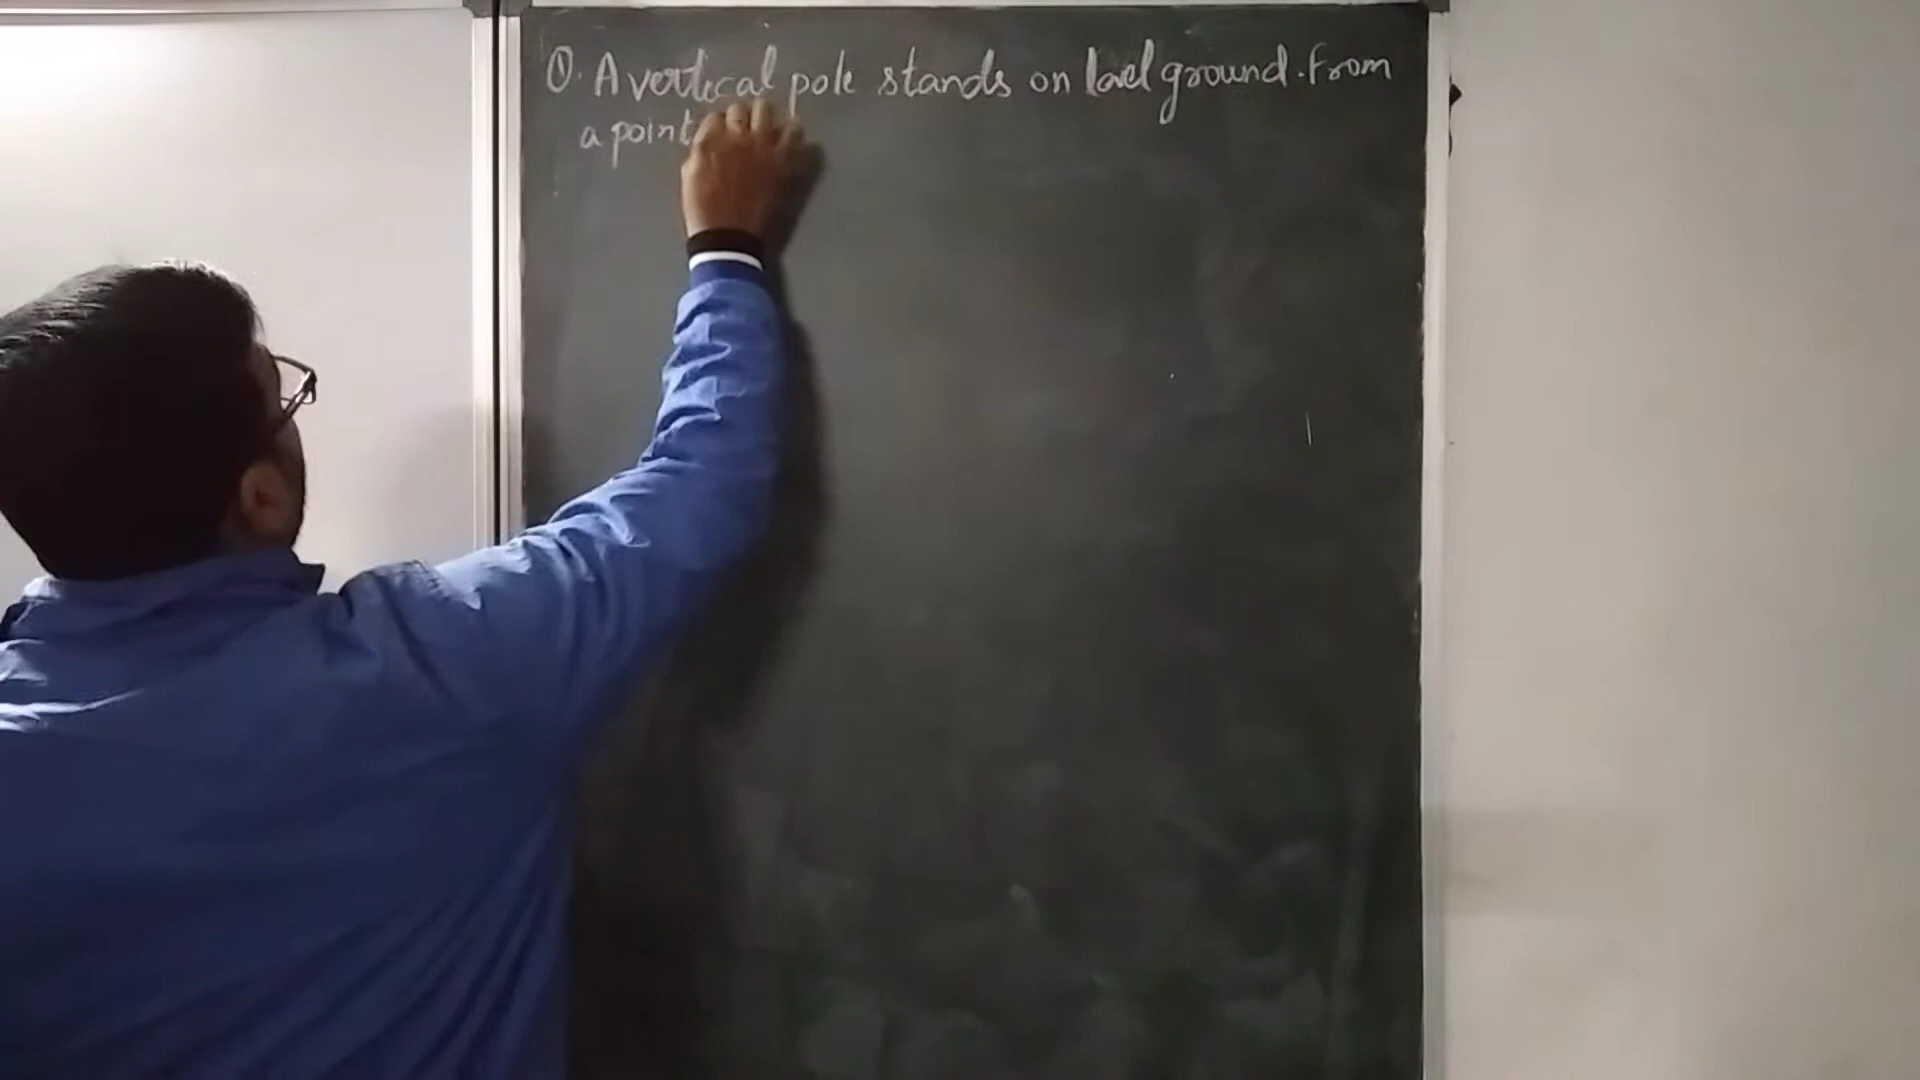 Q. A vertical pole stands on level ground. From
a point